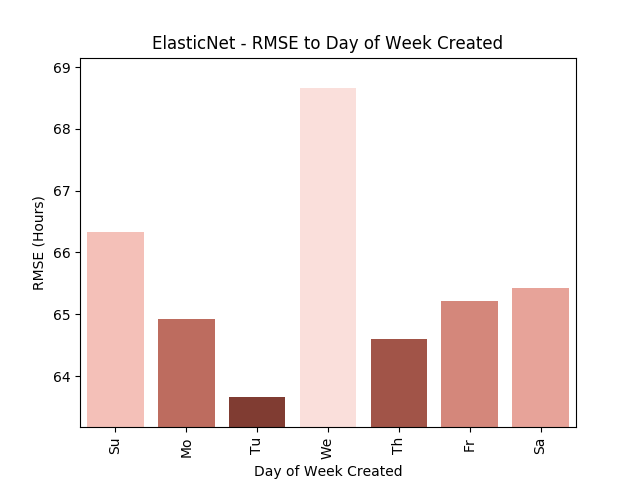 ElasticNet - RMSE to Day of Week Created
69
68
67
66
65
64
RMSE (Hours)
Su
Mo
Tu
We
Th
Fr
Sa
Day of Week Created